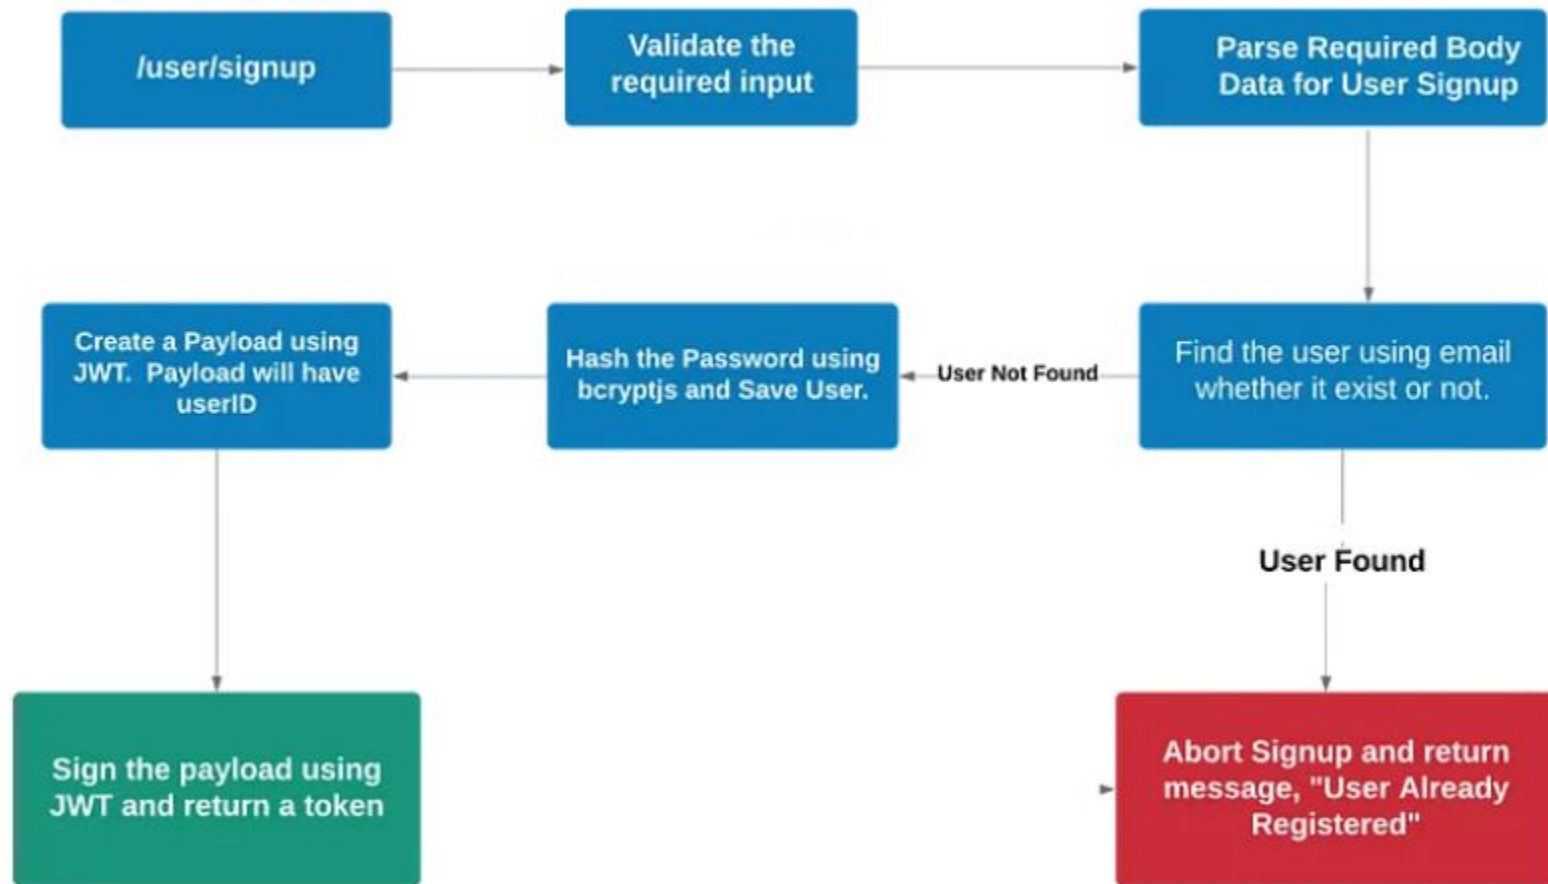 /user/signup
Validate the
required input
Parse Required Body
Data for User Signup
Create a Payload using
JWT.  Payload will have
userID
Hash the Password using
bcryptjs and Save User.
User Not Found
Find the user using email
whether it exist or not.
User Found
Sign the payload using
JWT and return a token
Abort Signup and return
message, "User Already
Registered"